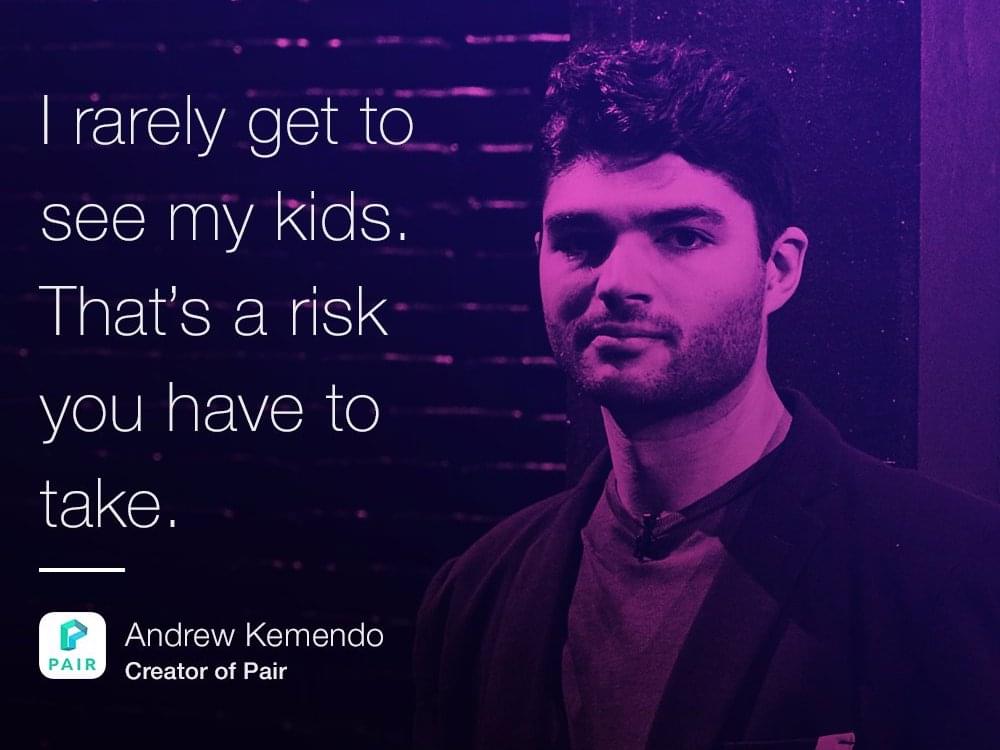 I rarely get to
see my kids.
That’s a risk
you have to
take.
PAIR
Andrew Kemendo
Creator of Pair